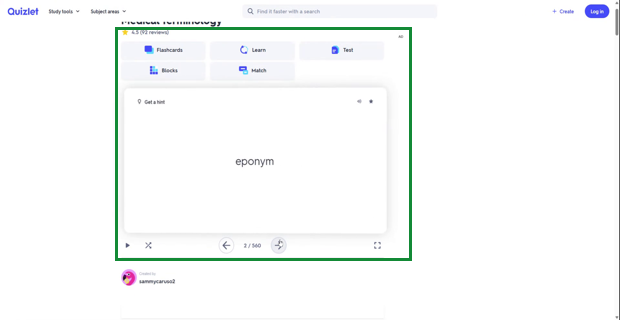 Quizlet
Study tools
Subject areas
Find it faster with a search
+ Create
Log in
Medical Terminology
4.5 (92 reviews)
Ad
Flashcards
Learn
Test
Blocks
Match
Get a hint
eponym
2 / 560
Created by
sammycaruso2